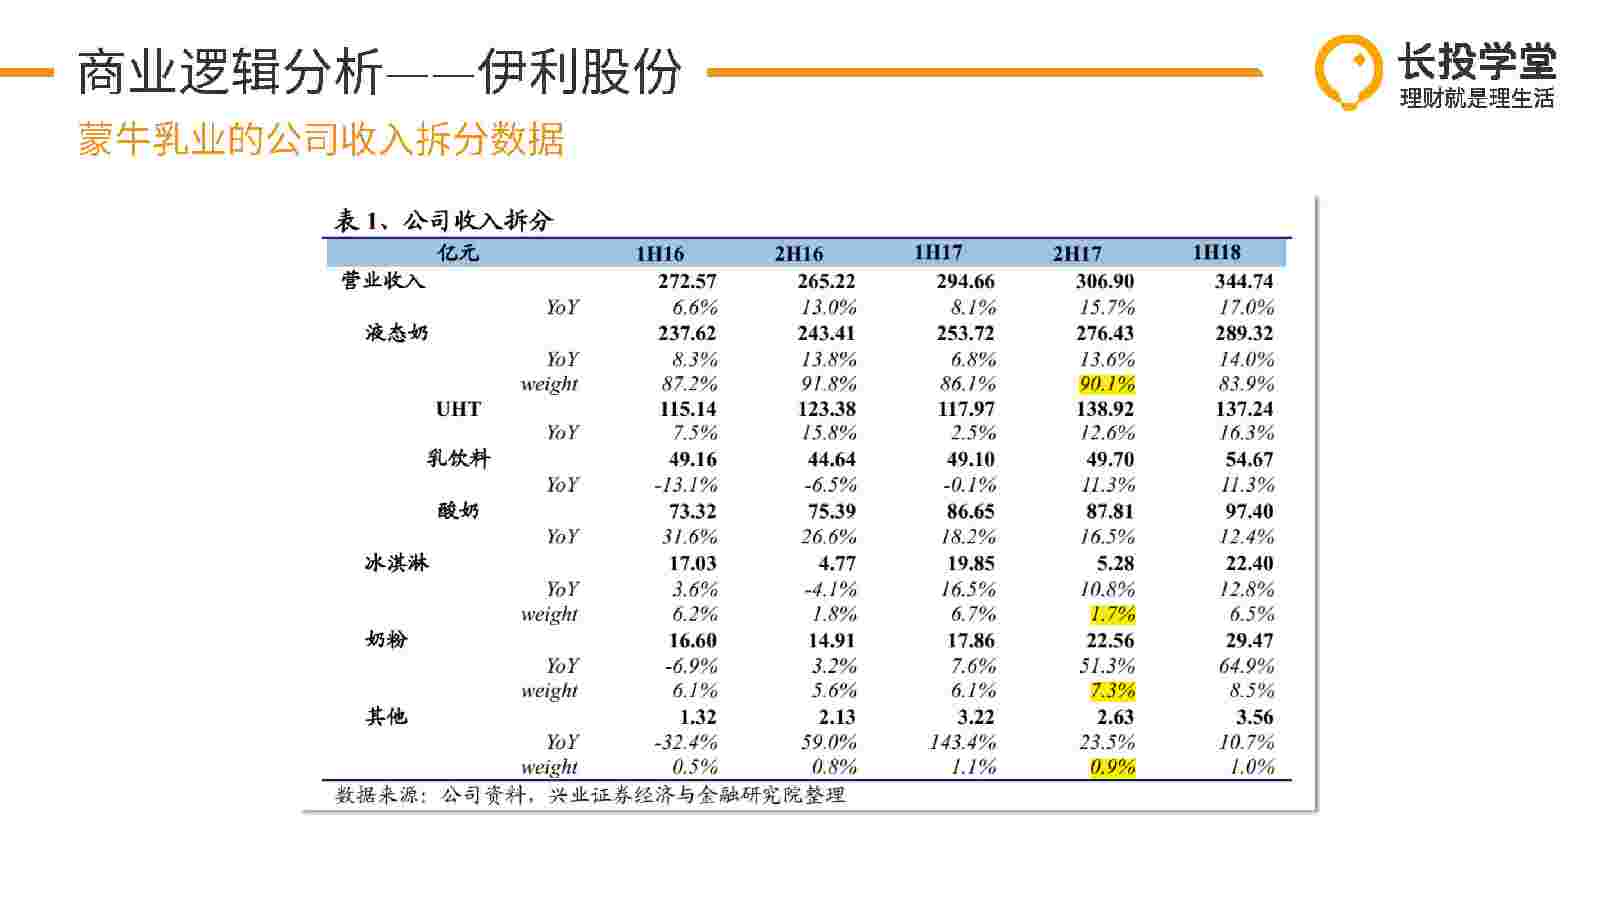 商业逻辑分析——伊利股份
长投学堂
理财就是理生活
蒙牛乳业的公司收入拆分数据
表 1、公司收入拆分
亿元 1H16 2H16 1H17 2H17 1H18
营业收入 272.57 265.22 294.66 306.90 344.74
YoY 6.6% 13.0% 8.1% 15.7% 17.0%
液态奶 237.62 243.41 253.72 276.43 289.32
YoY 8.3% 13.8% 6.8% 13.6% 14.0%
weight 87.2% 91.8% 86.1% 90.1% 83.9%
UHT 115.14 123.38 117.97 138.92 137.24
YoY 7.5% 15.8% 2.5% 12.6% 16.3%
乳饮料 49.16 44.64 49.10 49.70 54.67
YoY -13.1% -6.5% -0.1% 11.3% 11.3%
酸奶 73.32 75.39 86.65 87.81 97.40
YoY 31.6% 26.6% 18.2% 16.5% 12.4%
冰淇淋 17.03 4.77 19.85 5.28 22.40
YoY 3.6% -4.1% 16.5% 10.8% 12.8%
weight 6.2% 1.8% 6.7% 1.7% 6.5%
奶粉 16.60 14.91 17.86 22.56 29.47
YoY -6.9% 3.2% 7.6% 51.3% 64.9%
weight 6.1% 5.6% 6.1% 7.3% 8.5%
其他 1.32 2.13 3.22 2.63 3.56
YoY -32.4% 59.0% 143.4% 23.5% 10.7%
weight 0.5% 0.8% 1.1% 0.9% 1.0%
数据来源：公司资料，兴业证券经济与金融研究院整理